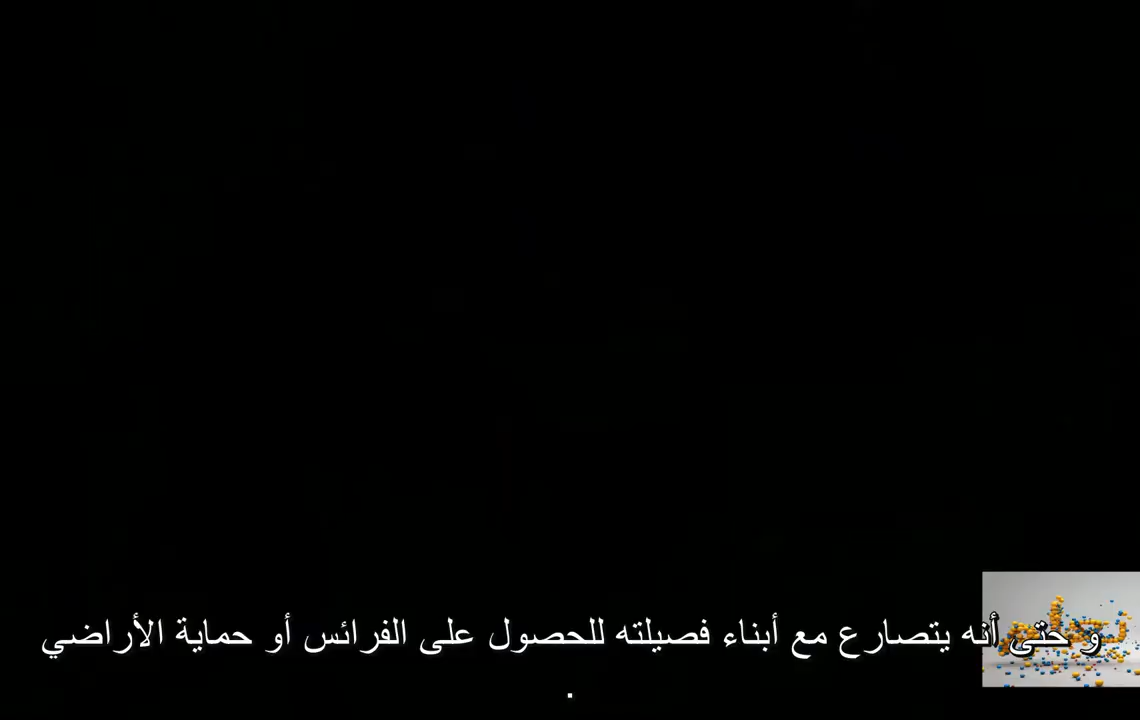 و حتى أنه يتصارع مع أبناء فصيلته للحصول على الفرائس أو حماية الأراضي
.